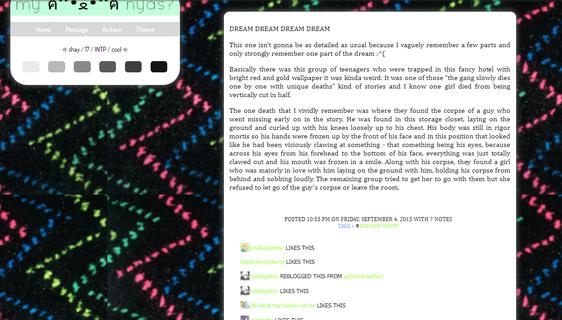 my ฅ^•ﻌ•^ฅ nyas?
Home Message Archive Theme
☆ shay / 17 / INTP / cool ☆
DREAM DREAM DREAM DREAM
This one isn't gonna be as detailed as usual because I vaguely remember a few parts and
only strongly remember one part of the dream :^(
Basically there was this group of teenagers who were trapped in this fancy hotel with
bright red and gold wallpaper it was kinda weird. It was one of those "the gang slowly dies
one by one with unique deaths" kind of stories and I know one girl died from being
vertically cut in half.
The one death that I vividly remember was where they found the corpse of a guy who
went missing early on in the story. He was found in this storage closet, laying on the
ground and curled up with his knees loosely up to his chest. His body was still in rigor
mortis so his hands were frozen up by the front of his face and in this position that looked
like he had been viciously clawing at something - that something being his eyes, because
across his eyes from his forehead to the bottom of his face, everything was just totally
clawed out and his mouth was frozen in a smile. Along with his corpse, they found a girl
who was majorly in love with him laying on the ground with him, holding his corpse from
behind and sobbing loudly. The remaining group tried to get her to go with them but she
refused to let go of the guy's corpse or leave the room.
POSTED 10:55 PM ON FRIDAY, SEPTEMBER 4, 2015 WITH 7 NOTES
TAGS » #DREAMS WWW
LIKES THIS
blackcherrycherry LIKES THIS
REBLOGGED THIS FROM
LIKES THIS
idk-what-my-name-can-be LIKES THIS
LIKES THIS